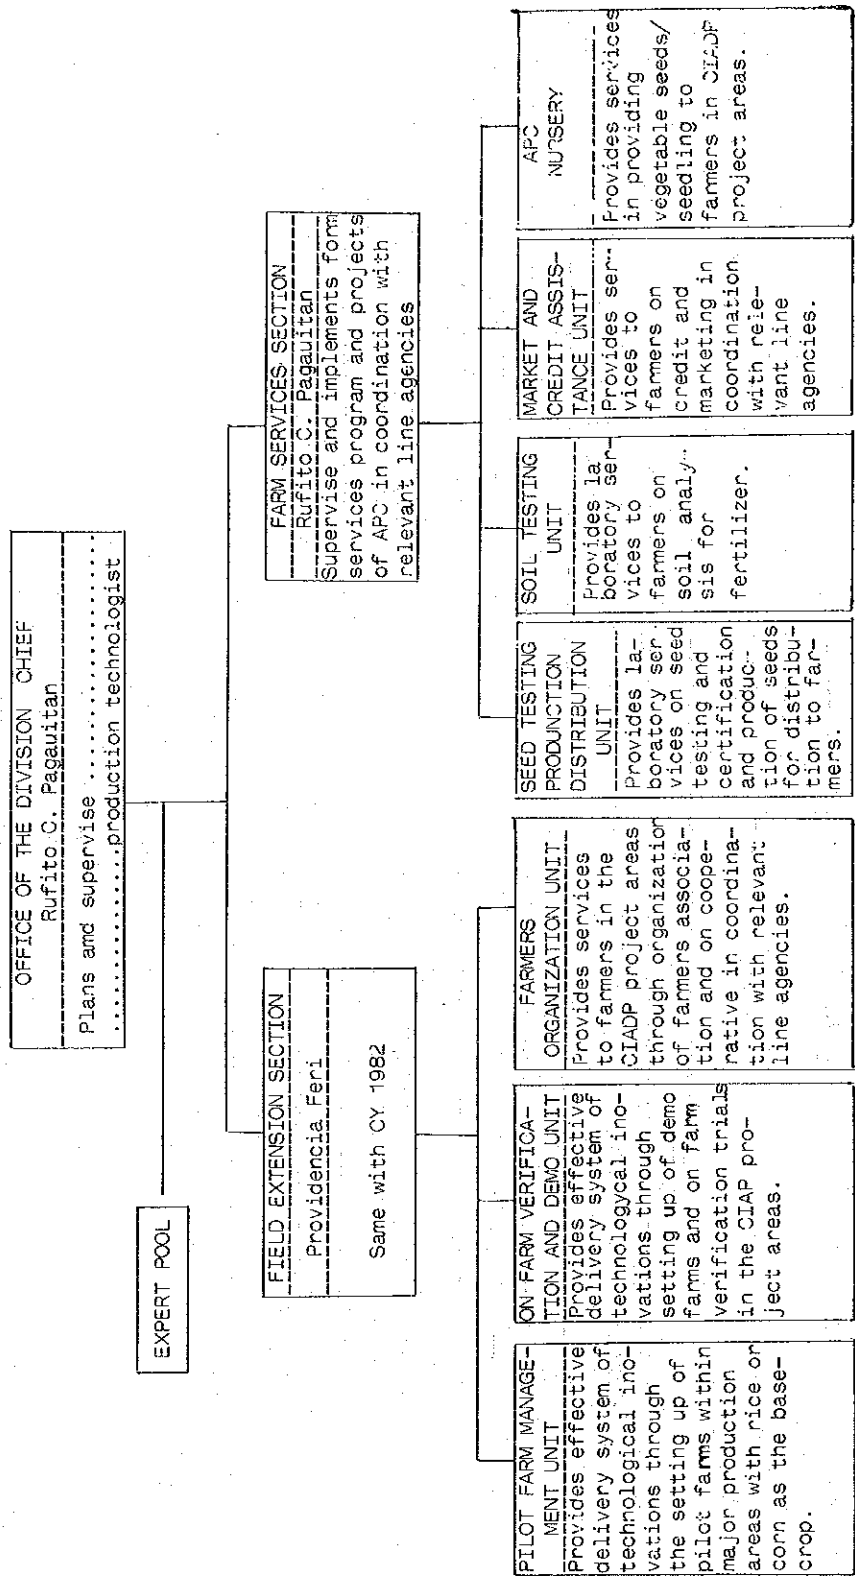 OFFICE OF THE DIVISION CHIEF
Rufito C. Pagauitan
Plans amd supervise ......................
......................production technologist
EXPERT POOL
FIELD EXTENSION SECTION
Providencia Feri
Same with CY 1982
FARM SERVICES SECTION
Rufito C. Pagauitan
Supervise and implements form
services program and projects
of APC in coordination with
relevant line agencies
PILOT FARM MANAGE-
MENT UNIT
Provides effective
delivery system of
technological ino-
vations through
the setting up of
pilot farms within
major production
areas with rice or
corn as the base-
crop.
ON FARM VERIFICA-
TION AND DEMO UNIT
Provides effective
delivery system of
technologycal ino-
vations through
setting up of demo
farms and on farm
verification trials
in the CIAP pro-
ject areas.
FARMERS
ORGANIZATION UNIT
Provides services
to farmers in the
CIADP project areas
through organization
of farmers associa-
tion and on coope-
rative in coordina-
tion with relevant
line agencies.
SEED TESTING
PRODUNCTION
DISTRIBUTION
UNIT
Provides la-
boratory ser
vices on seed
testing and
certification
and produc-
tion of seeds
for distribu-
tion to far-
mers.
SOIL TESTING
UNIT
Provides la
boratory ser-
vices to
farmers on
soil analy-
sis for
fertilizer.
MARKET AND
CREDIT ASSIS-
TANCE UNIT
Provides ser-
vices to
farmers on
credit and
marketing in
coordination
with rele-
vant line
agencies.
APC
NURSERY
Provides services
in providing
vegetable seeds/
seedling to
farmers in CIADP
project areas.